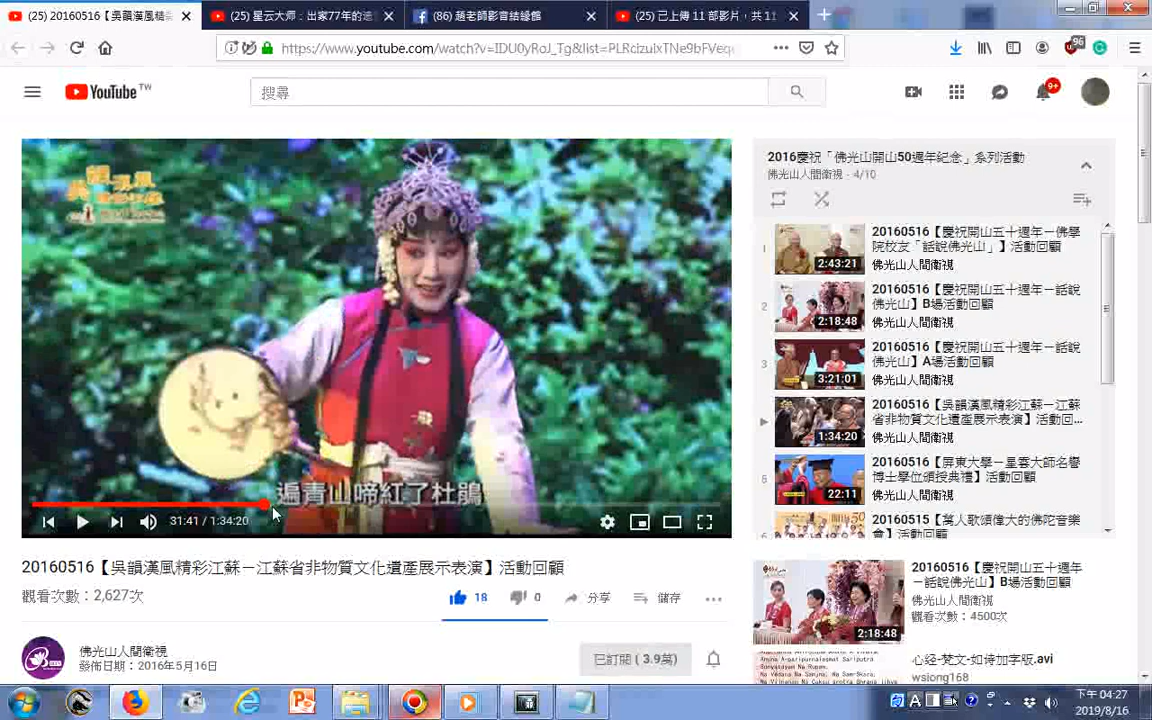 (25) 20160516【吳韻漢風精
(25) 星云大师：出家77年的
(86) 趙老師影音結緣館
(25) 已上傳 11 部影片，共 11
https://www.youtube.com/watch?v=IDU0yRoJ_Tg&list=PLRcizuixTNe9bFVeq
96
YouTube TW
搜尋
9+
遍青山啼紅了杜鵑
31:41 / 1:34:20
2016慶祝「佛光山開山50週年紀念」系列活動
佛光山人間衛視 - 4/10
1
2:43:21
20160516【慶祝開山五十週年－佛學
院校友「話說佛光山」】活動回顧
佛光山人間衛視
2
2:18:48
20160516【慶祝開山五十週年－話說
佛光山】B場活動回顧
佛光山人間衛視
3
3:21:01
20160516【慶祝開山五十週年－話說
佛光山】A場活動回顧
佛光山人間衛視
1:34:20
20160516【吳韻漢風精彩江蘇－江蘇
省非物質文化遺產展示表演】活動回...
佛光山人間衛視
5
22:11
20160516【屏東大學－星雲大師名譽
博士學位頒授典禮】活動回顧
佛光山人間衛視
20160515【萬人歌頌偉大的佛陀音樂
會】活動回顧
20160516【吳韻漢風精彩江蘇－江蘇省非物質文化遺產展示表演】活動回顧
觀看次數：2,627次
18
0
分享
儲存
佛光山人間衛視
發佈日期：2016年5月16日
已訂閱 ( 3.9萬)
2:18:48
20160516【慶祝開山五十週年
－話說佛光山】B場活動回顧
佛光山人間衛視
觀看次數：4500次
心经-梵文-如诗加字版.avi
wsiong168
下午 04:27
2019/8/16